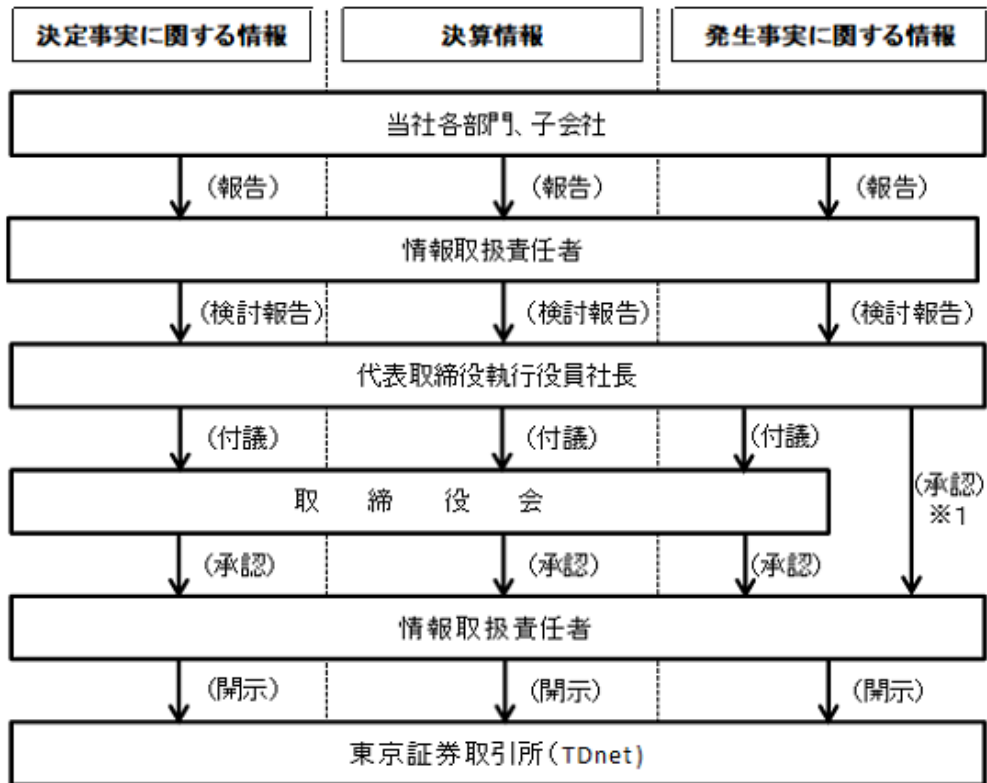 決定事実に関する情報
決算情報
発生事実に関する情報
当社各部門、子会社
(報告)
(報告)
(報告)
情報取扱責任者
(検討報告)
(検討報告)
(検討報告)
代表取締役執行役員社長
(付議)
(付議)
(付議)
(承認)
※1
取締役会
(承認)
(承認)
(承認)
情報取扱責任者
(開示)
(開示)
(開示)
東京証券取引所(TDnet)